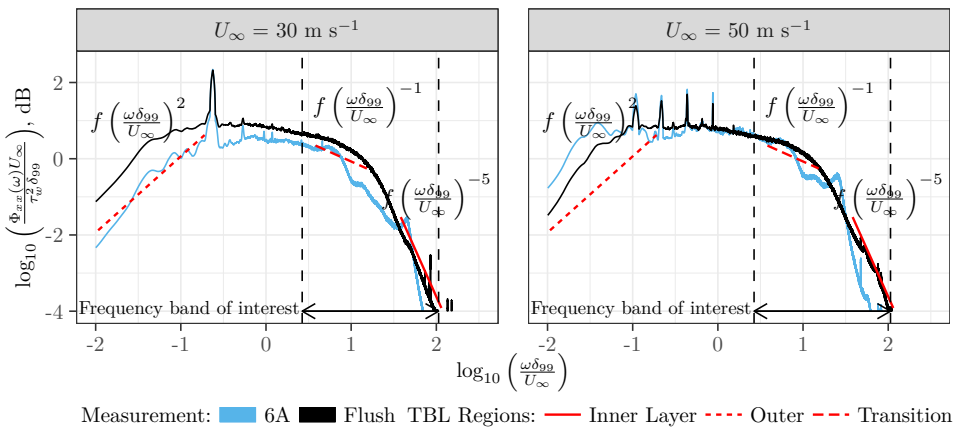 U∞ = 30 m s⁻¹
U∞ = 50 m s⁻¹
log₁₀ (Φₓₓ(ω)U∞ / τ²_w δ₉₉), dB
2
0
-2
-4
f (ωδ₉₉/U∞)²
f (ωδ₉₉/U∞)⁻¹
f (ωδ₉₉/U∞)⁻⁵
Frequency band of interest
f (ωδ₉₉/U∞)²
f (ωδ₉₉/U∞)⁻¹
f (ωδ₉₉/U∞)⁻⁵
Frequency band of interest
-2 -1 0 1 2
-2 -1 0 1 2
log₁₀ (ωδ₉₉/U∞)
Measurement: 6A Flush TBL Regions: Inner Layer Outer Transition